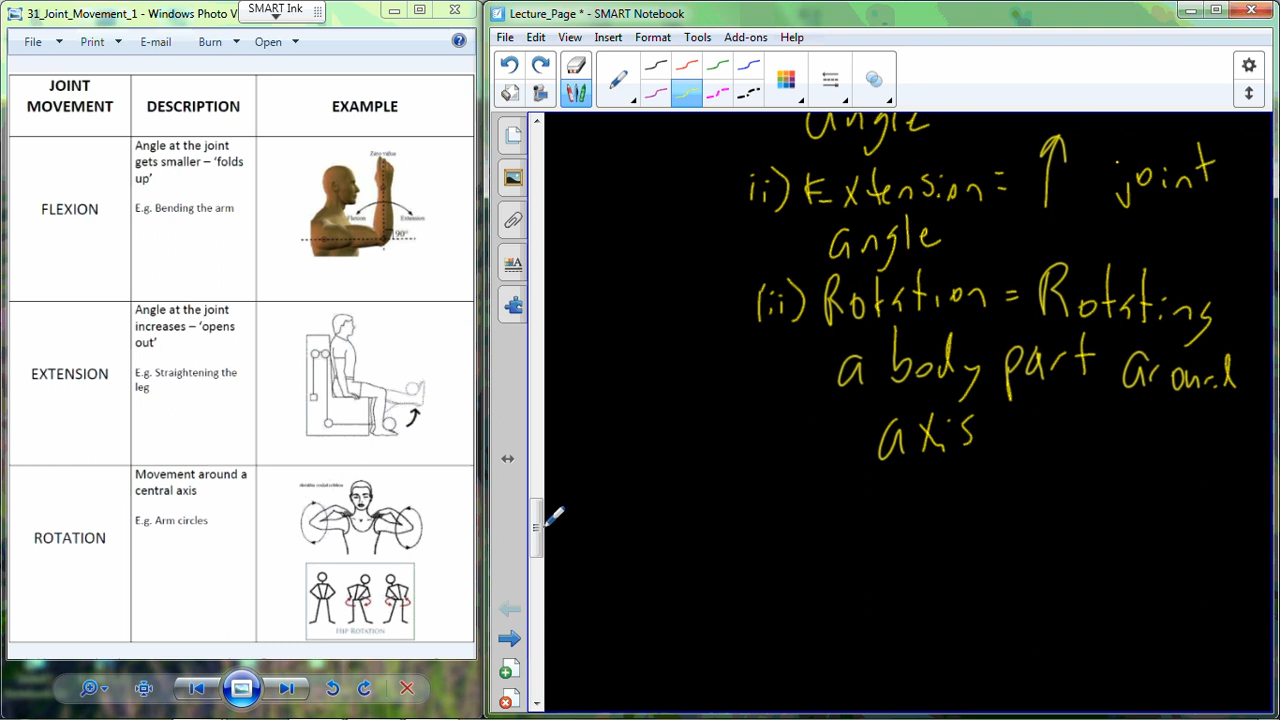 31_Joint_Movement_1 - Windows Photo V
SMART Ink
File Print E-mail Burn Open
JOINT MOVEMENT DESCRIPTION EXAMPLE
FLEXION
Angle at the joint
gets smaller – ‘folds
up’
E.g. Bending the arm
Zero value
Flexion Extension
90°
EXTENSION
Angle at the joint
increases – ‘opens
out’
E.g. Straightening the
leg
ROTATION
Movement around a
central axis
E.g. Arm circles
HIP ROTATION
Lecture_Page * - SMART Notebook
File Edit View Insert Format Tools Add-ons Help
angle
ii) Extension = ↑ joint
angle
iii) Rotation = Rotating
a body part around
axis